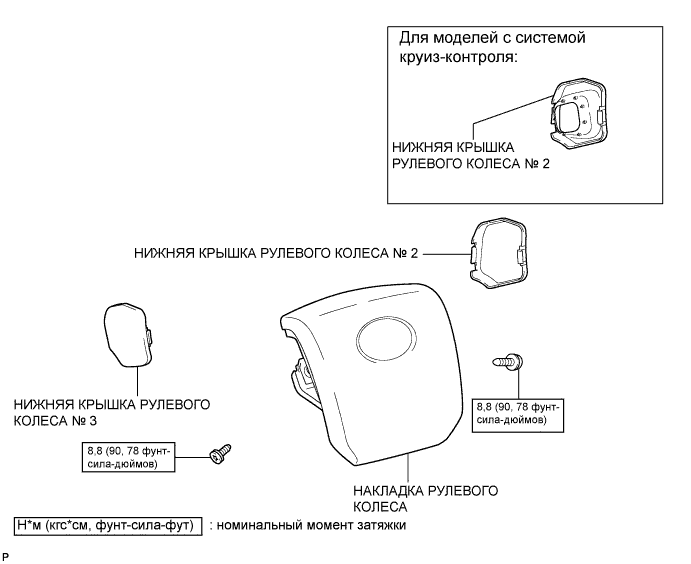 Для моделей с системой
круиз-контроля:
НИЖНЯЯ КРЫШКА
РУЛЕВОГО КОЛЕСА № 2
НИЖНЯЯ КРЫШКА РУЛЕВОГО КОЛЕСА № 2
НИЖНЯЯ КРЫШКА РУЛЕВОГО
КОЛЕСА № 3
8,8 (90, 78 фунт-
сила-дюймов)
8,8 (90, 78 фунт-
сила-дюймов)
НАКЛАДКА РУЛЕВОГО
КОЛЕСА
Н*м (кгс*см, фунт-сила-фут) : номинальный момент затяжки
P